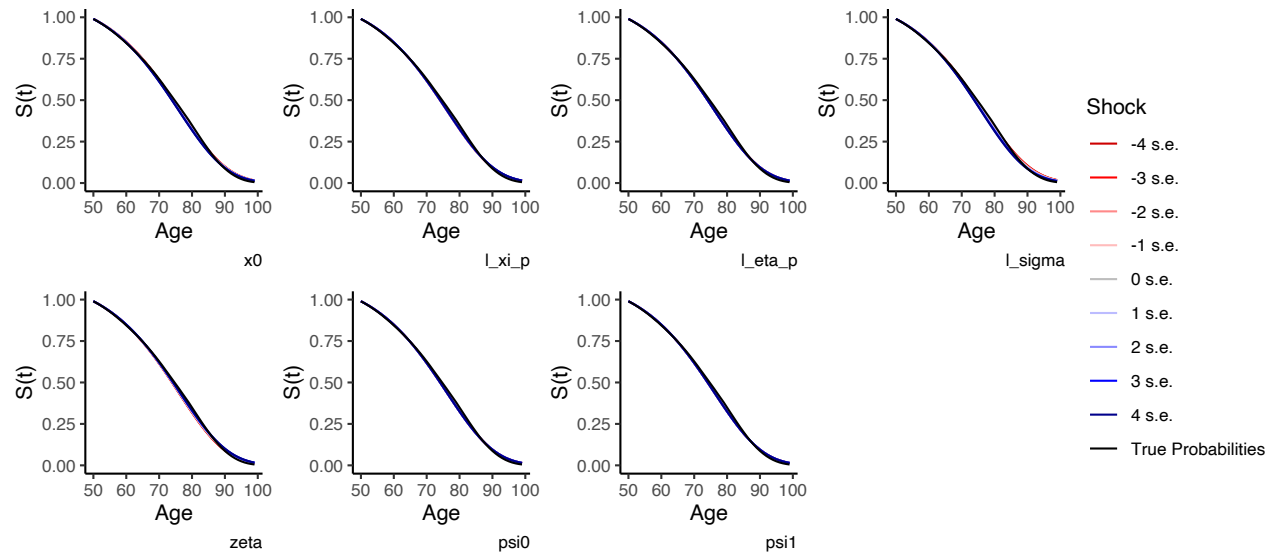 1.00
0.75
0.50
0.25
0.00
S(t)
50 60 70 80 90 100
Age
x0
1.00
0.75
0.50
0.25
0.00
S(t)
50 60 70 80 90 100
Age
l_xi_p
1.00
0.75
0.50
0.25
0.00
S(t)
50 60 70 80 90 100
Age
l_eta_p
1.00
0.75
0.50
0.25
0.00
S(t)
50 60 70 80 90 100
Age
l_sigma
1.00
0.75
0.50
0.25
0.00
S(t)
50 60 70 80 90 100
Age
zeta
1.00
0.75
0.50
0.25
0.00
S(t)
50 60 70 80 90 100
Age
psi0
1.00
0.75
0.50
0.25
0.00
S(t)
50 60 70 80 90 100
Age
psi1
Shock
-4 s.e.
-3 s.e.
-2 s.e.
-1 s.e.
0 s.e.
1 s.e.
2 s.e.
3 s.e.
4 s.e.
True Probabilities